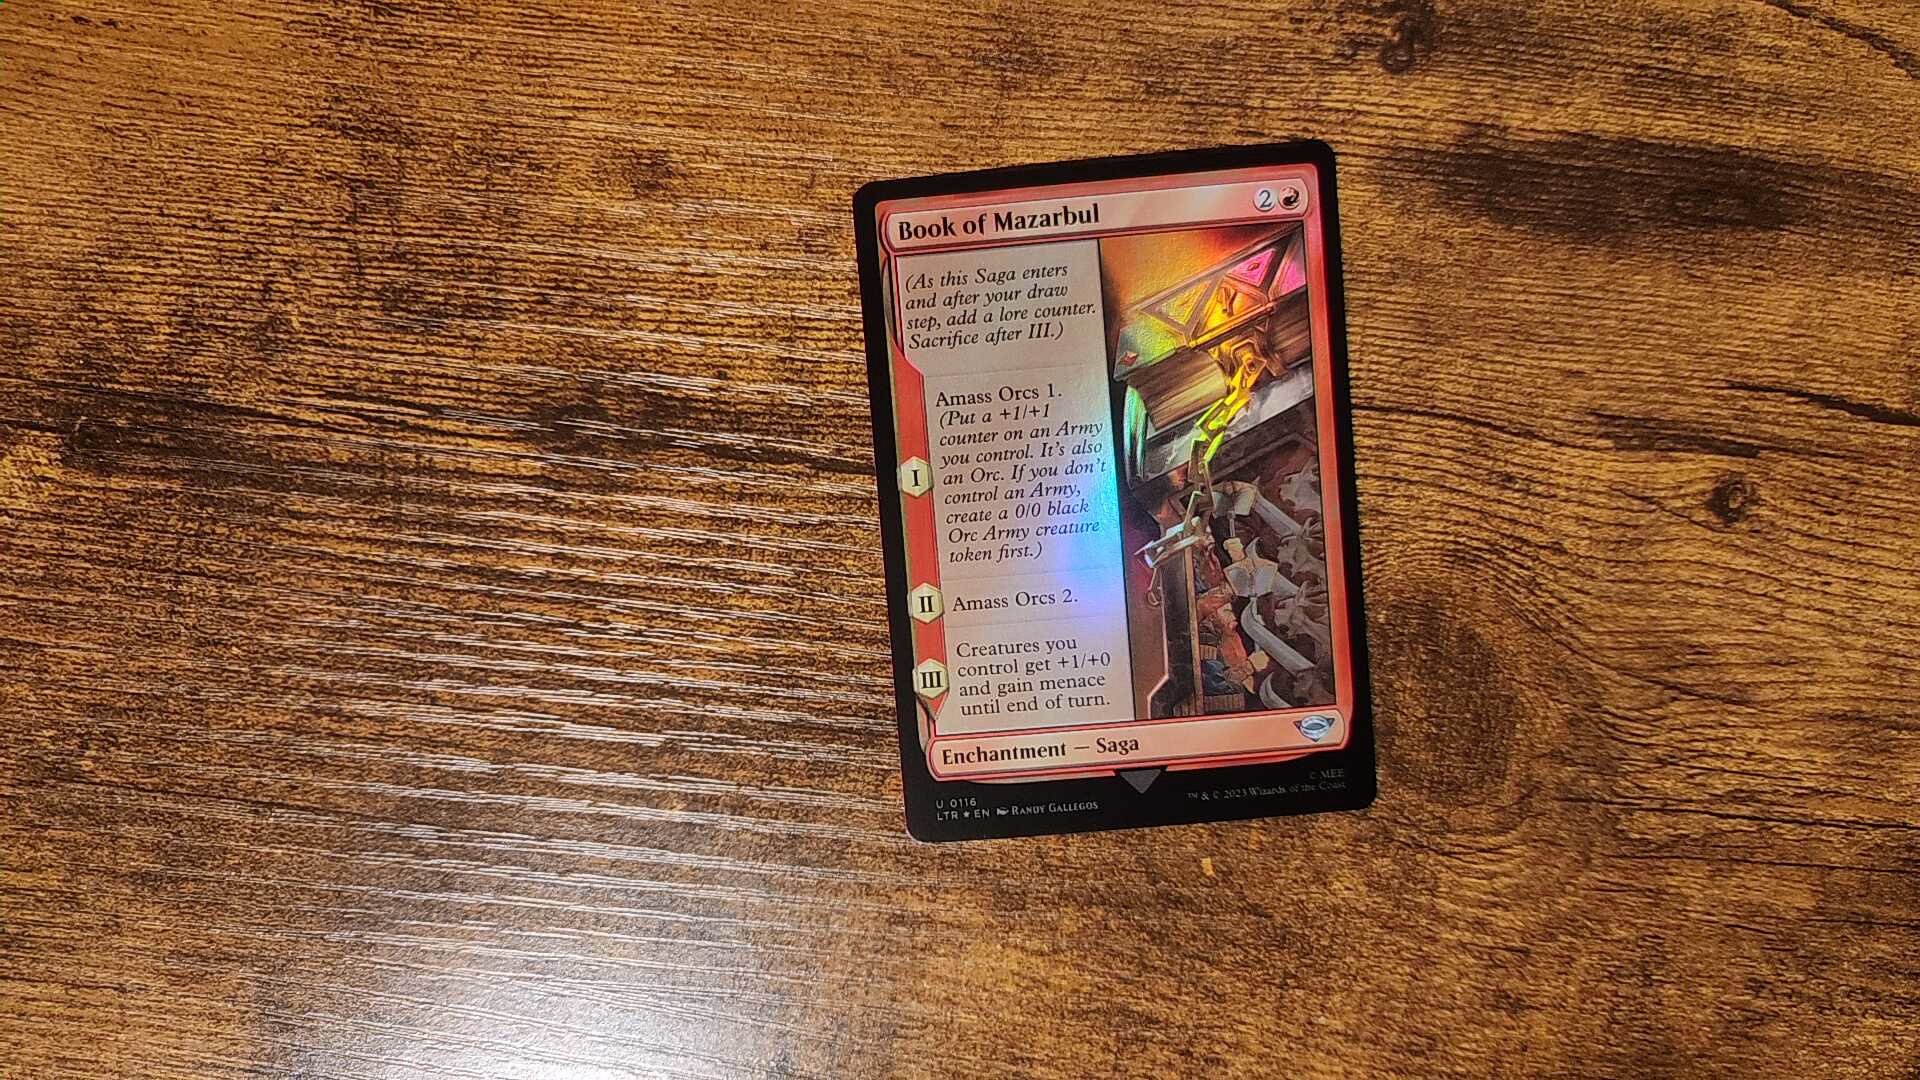 Book of Mazarbul 2
(As this Saga enters
and after your draw
step, add a lore counter.
Sacrifice after III.)
Amass Orcs 1.
(Put a +1/+1
counter on an Army
you control. It's also
I an Orc. If you don't
control an Army,
create a 0/0 black
Orc Army creature
token first.)
II Amass Orcs 2.
Creatures you
control get +1/+0
III and gain menace
until end of turn.
Enchantment — Saga
U 0116
LTR★EN RANDY GALLEGOS
© MEE
™ & © 2023 Wizards of the Coast